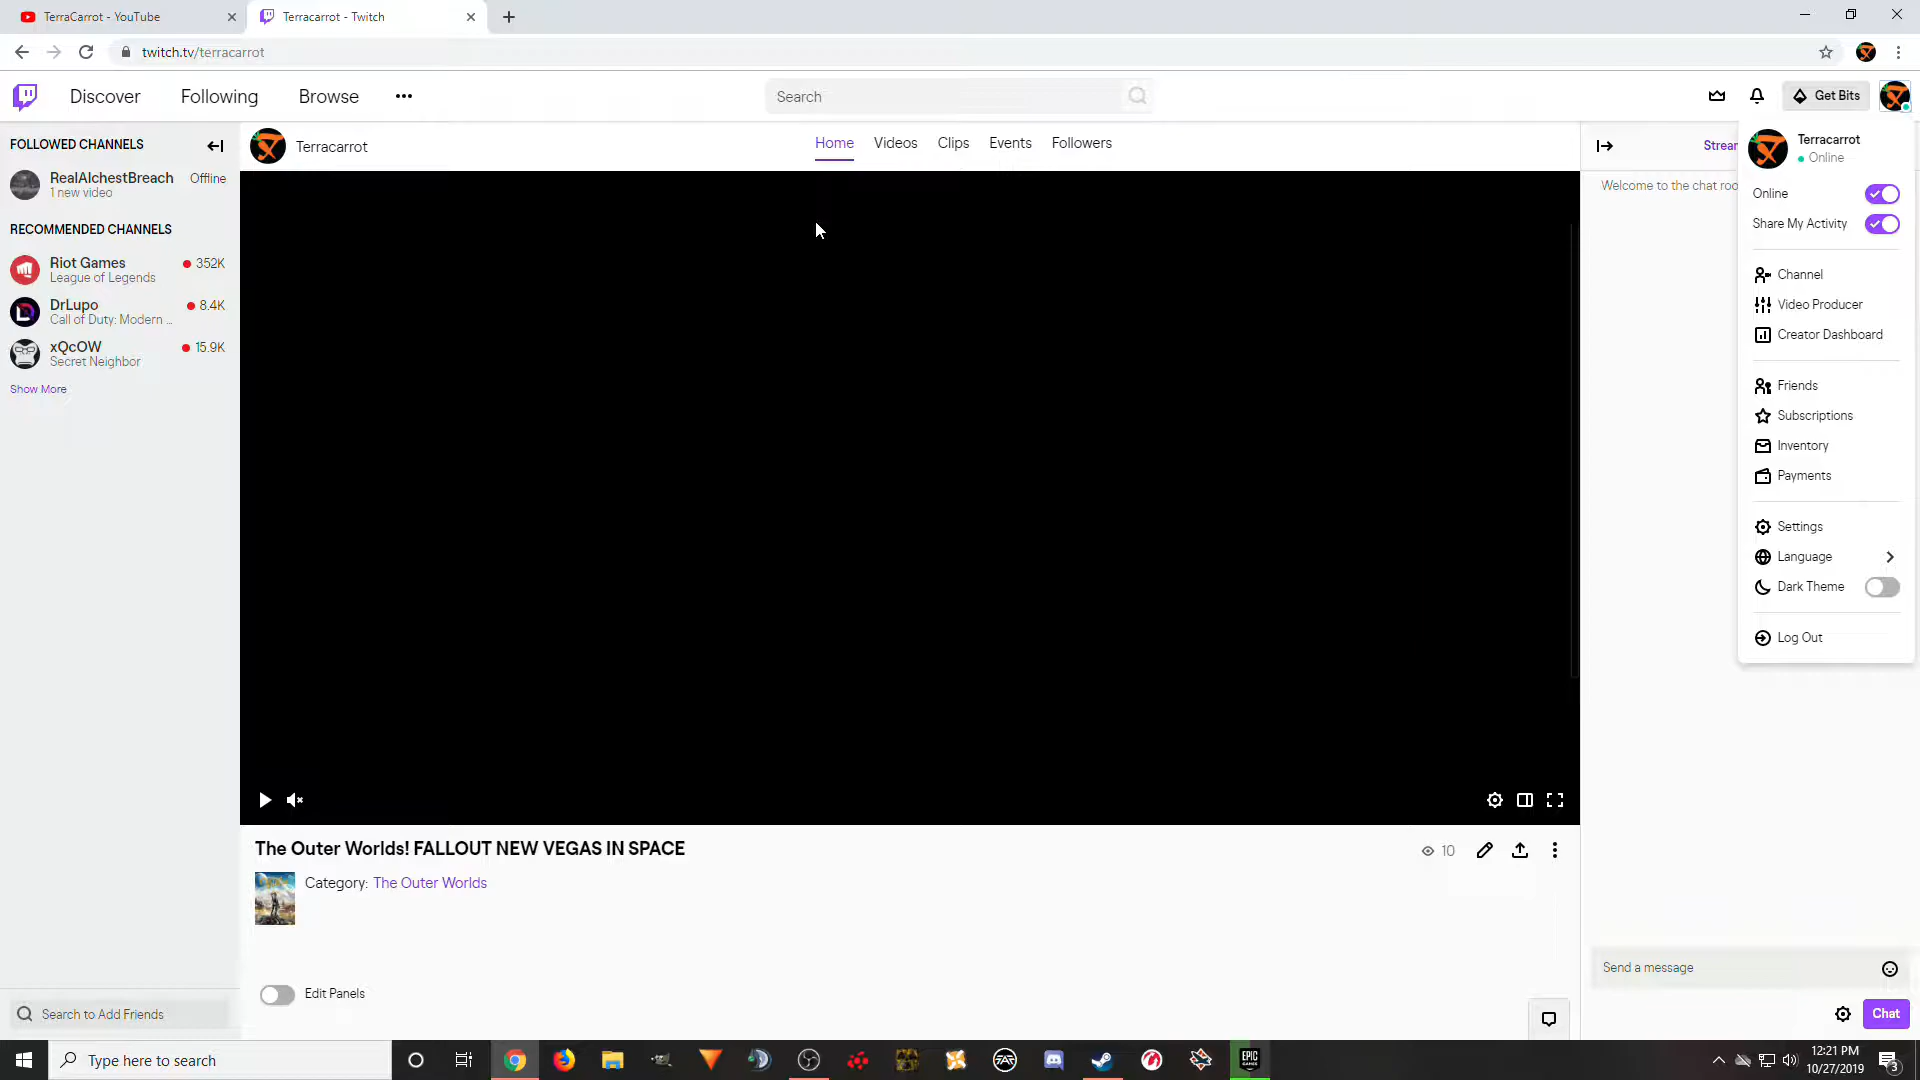 TerraCarrot - YouTube
Terracarrot - Twitch
twitch.tv/terracarrot
Discover
Following
Browse
Search
Get Bits
FOLLOWED CHANNELS
RealAlchestBreach
Offline
1 new video
RECOMMENDED CHANNELS
Riot Games
352K
League of Legends
DrLupo
8.4K
Call of Duty: Modern ...
xQcOW
15.9K
Secret Neighbor
Show More
Search to Add Friends
Terracarrot
Home
Videos
Clips
Events
Followers
The Outer Worlds! FALLOUT NEW VEGAS IN SPACE
10
Category: The Outer Worlds
Edit Panels
Welcome to the chat
Send a message
Chat
Terracarrot
Online
Online
Share My Activity
Channel
Video Producer
Creator Dashboard
Friends
Subscriptions
Inventory
Payments
Settings
Language
Dark Theme
Log Out
Type here to search
EPIC
GAMES
12:21 PM
10/27/2019
3